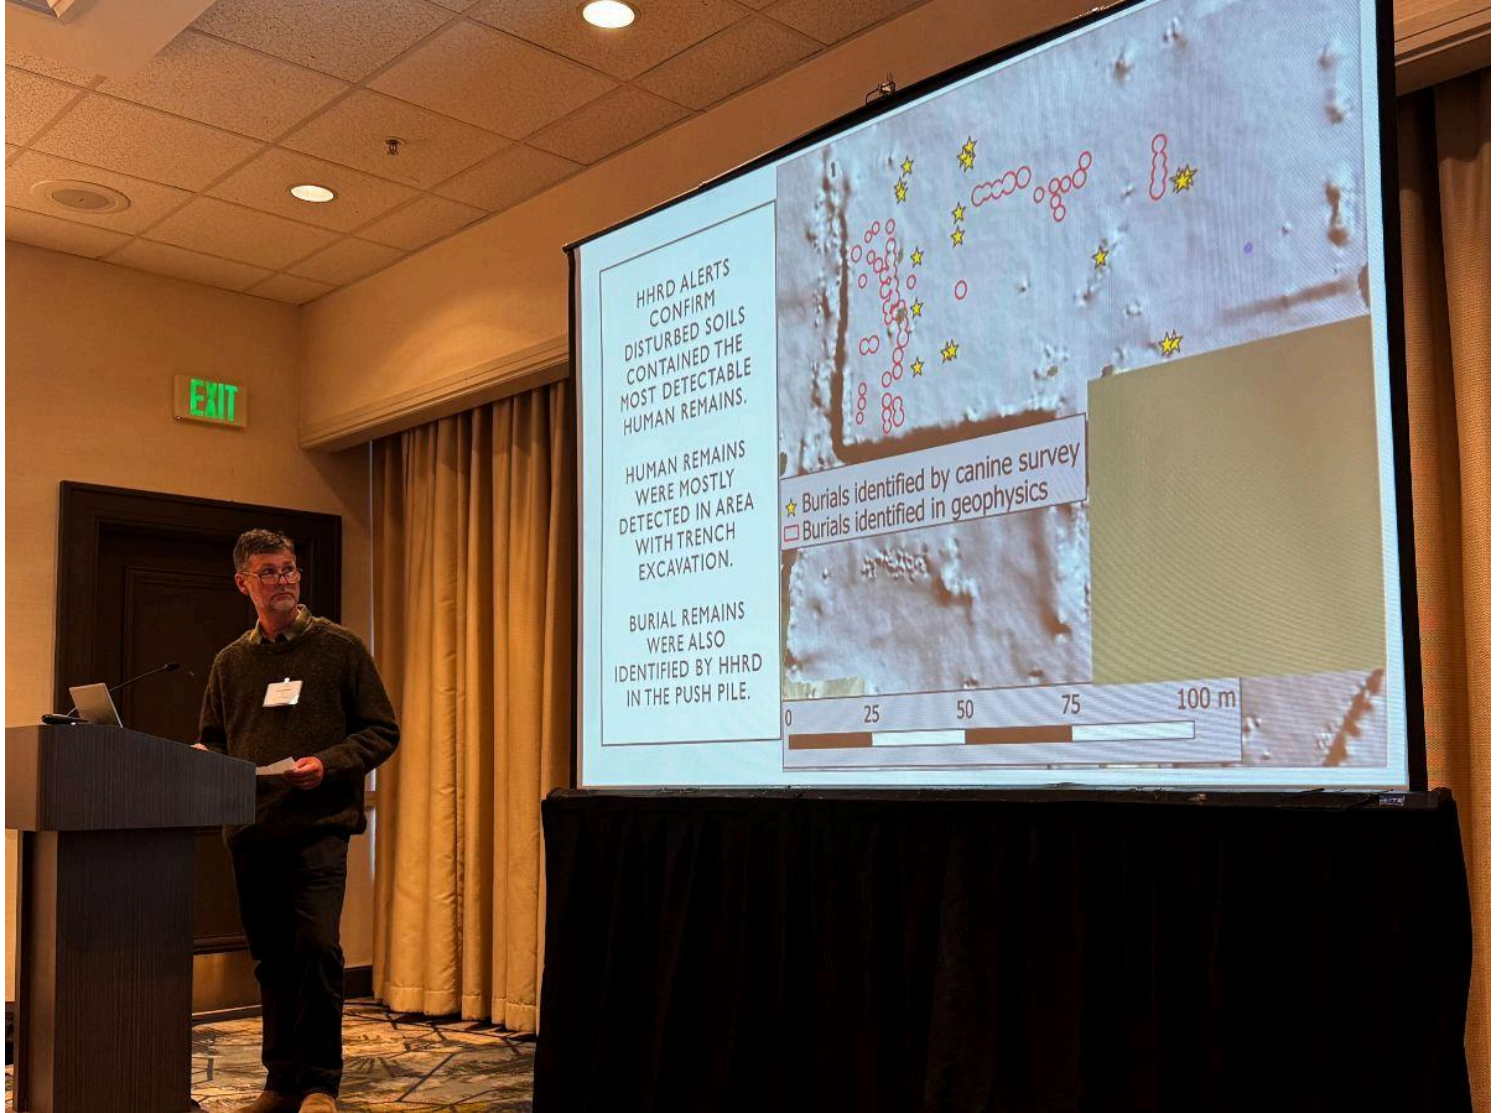 EXIT
HHRD ALERTS
CONFIRM
DISTURBED SOILS
CONTAINED THE
MOST DETECTABLE
HUMAN REMAINS.
HUMAN REMAINS
WERE MOSTLY
DETECTED IN AREA
WITH TRENCH
EXCAVATION.
BURIAL REMAINS
WERE ALSO
IDENTIFIED BY HHRD
IN THE PUSH PILE.
Burials identified by canine survey
Burials identified in geophysics
0 25 50 75 100 m